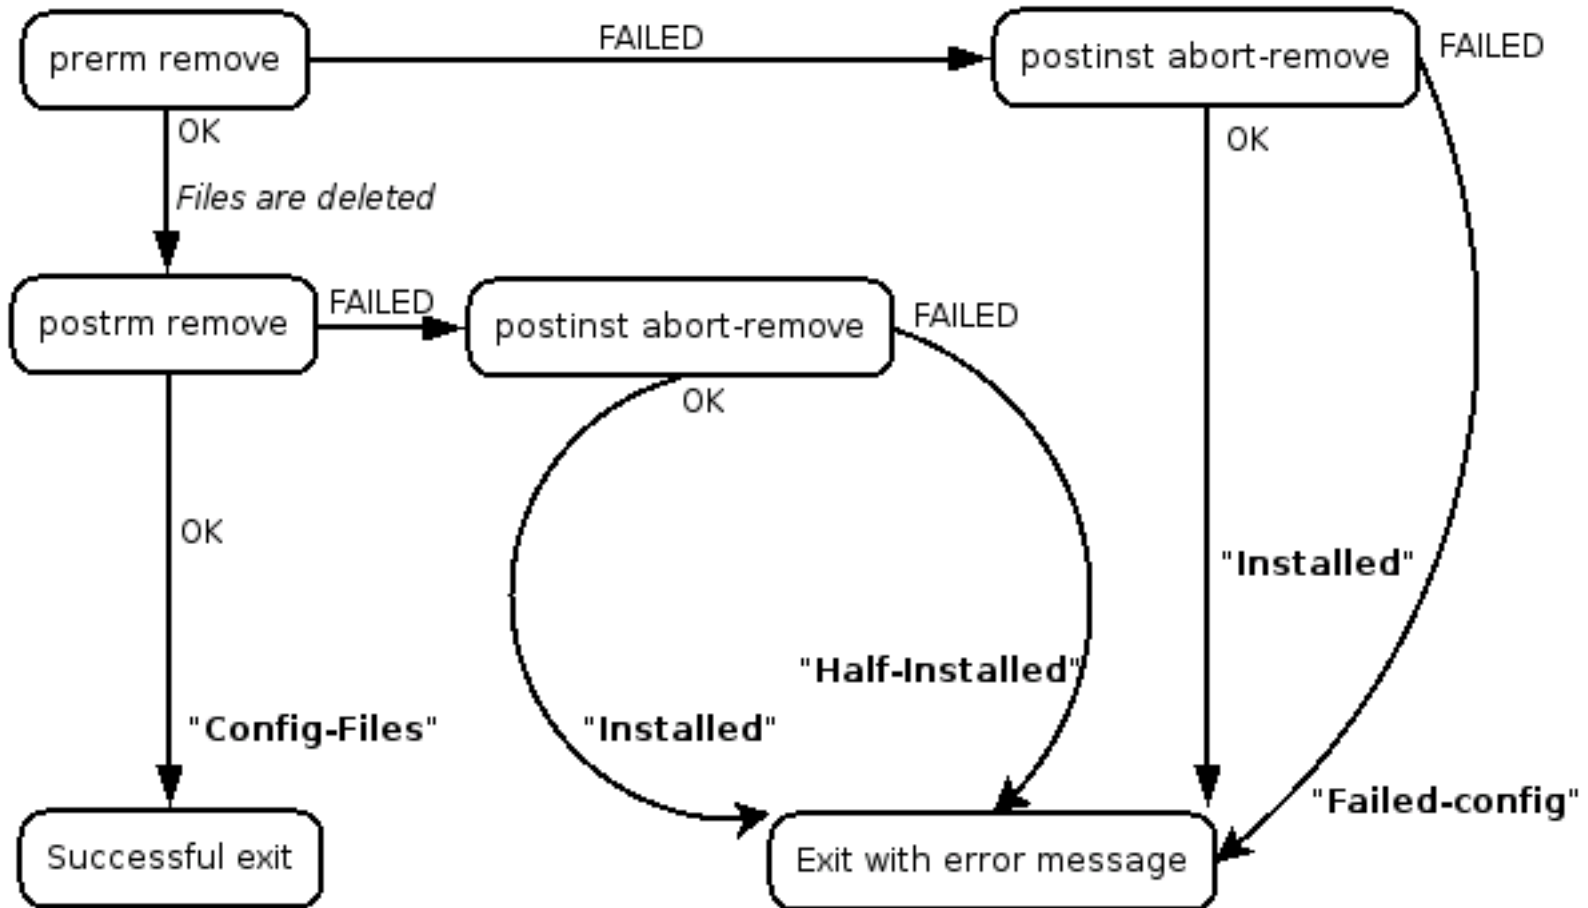 prerm remove
FAILED
postinst abort-remove
FAILED
OK
OK
Files are deleted
postrm remove
FAILED
postinst abort-remove
FAILED
OK
OK
"Installed"
"Half-Installed"
"Config-Files"
"Installed"
"Failed-config"
Successful exit
Exit with error message